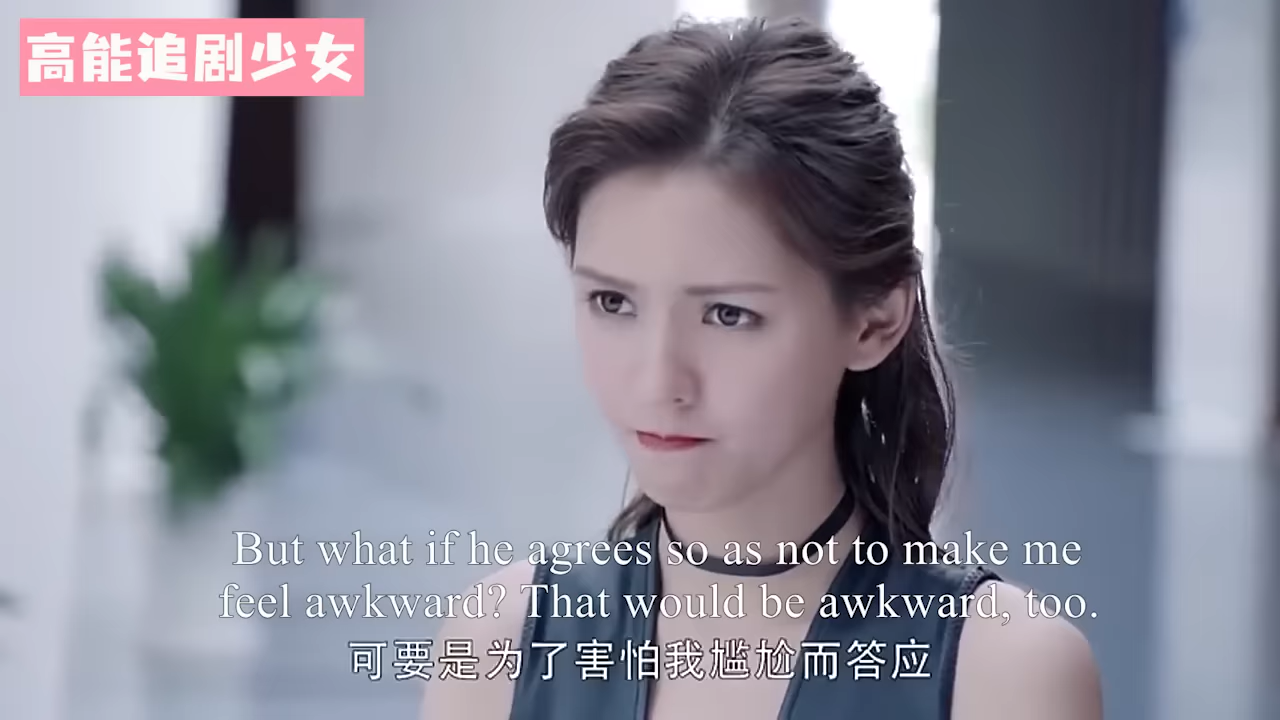 高能追剧少女
But what if he agrees so as not to make me
feel awkward? That would be awkward, too.
可要是为了害怕我尴尬而答应